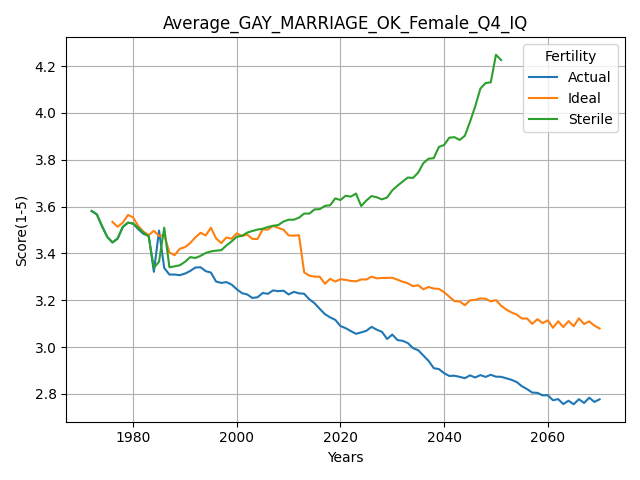 Average_GAY_MARRIAGE_OK_Female_Q4_IQ
Score(1-5)
4.2
4.0
3.8
3.6
3.4
3.2
3.0
2.8
Fertility
Actual
Ideal
Sterile
1980
2000
2020
2040
2060
Years